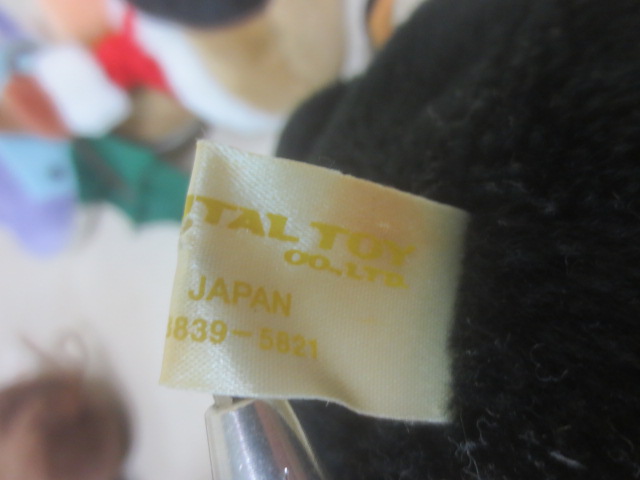 TAL TOY
CO.,LTD.
JAPAN
3839-5821